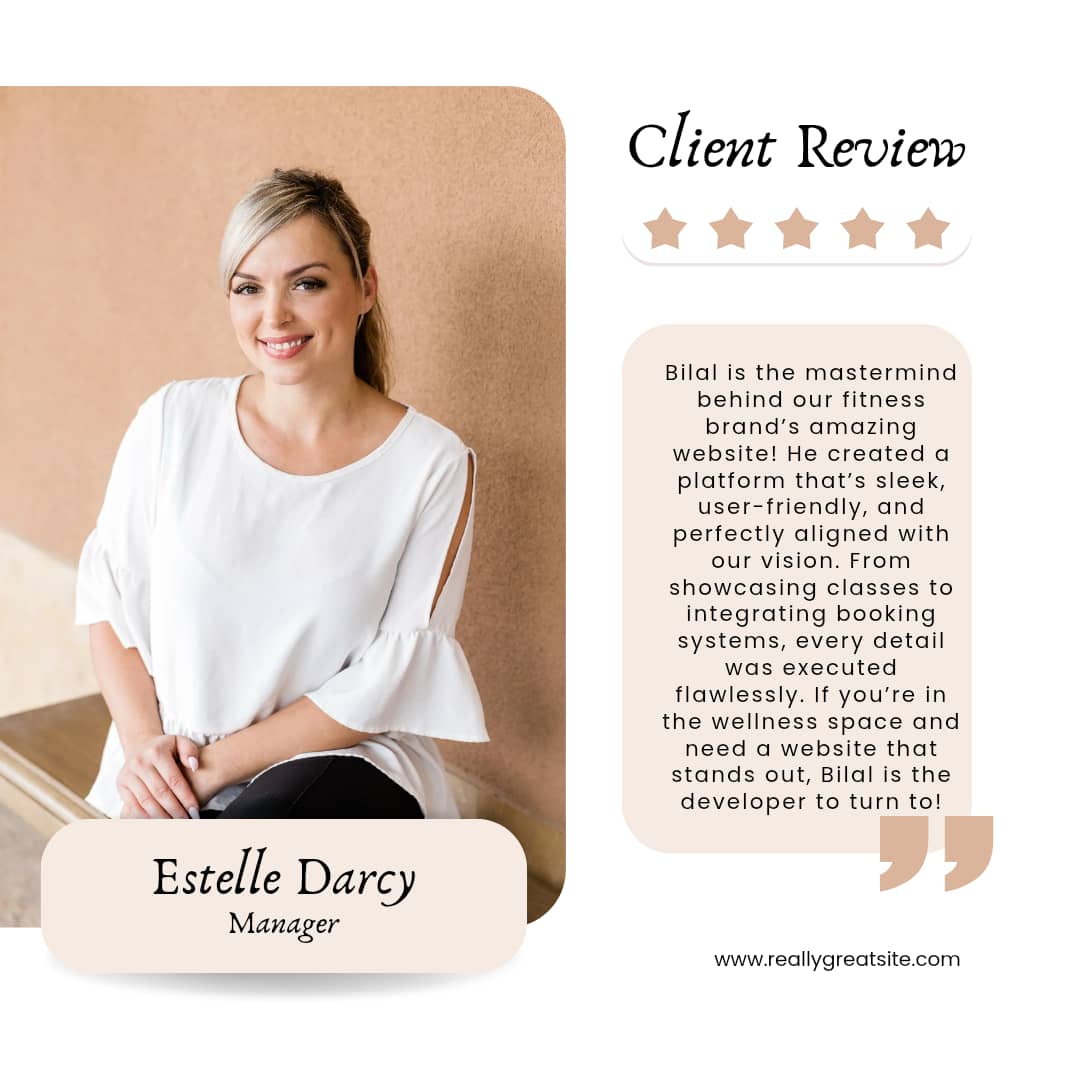 Client Review
Bilal is the mastermind
behind our fitness
brand’s amazing
website! He created a
platform that’s sleek,
user-friendly, and
perfectly aligned with
our vision. From
showcasing classes to
integrating booking
systems, every detail
was executed
flawlessly. If you’re in
the wellness space and
need a website that
stands out, Bilal is the
developer to turn to!
Estelle Darcy
Manager
www.reallygreatsite.com